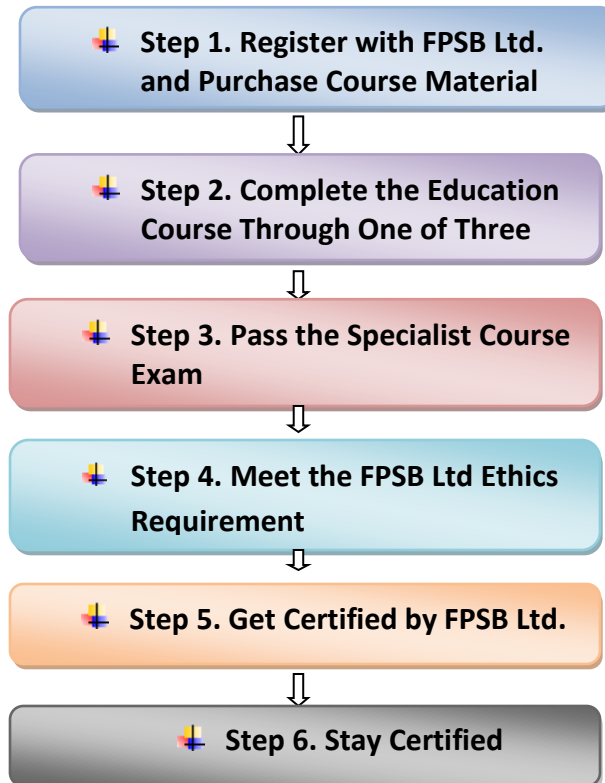 Step 1. Register with FPSB Ltd.
and Purchase Course Material
Step 2. Complete the Education
Course Through One of Three
Step 3. Pass the Specialist Course
Exam
Step 4. Meet the FPSB Ltd Ethics
Requirement
Step 5. Get Certified by FPSB Ltd.
Step 6. Stay Certified